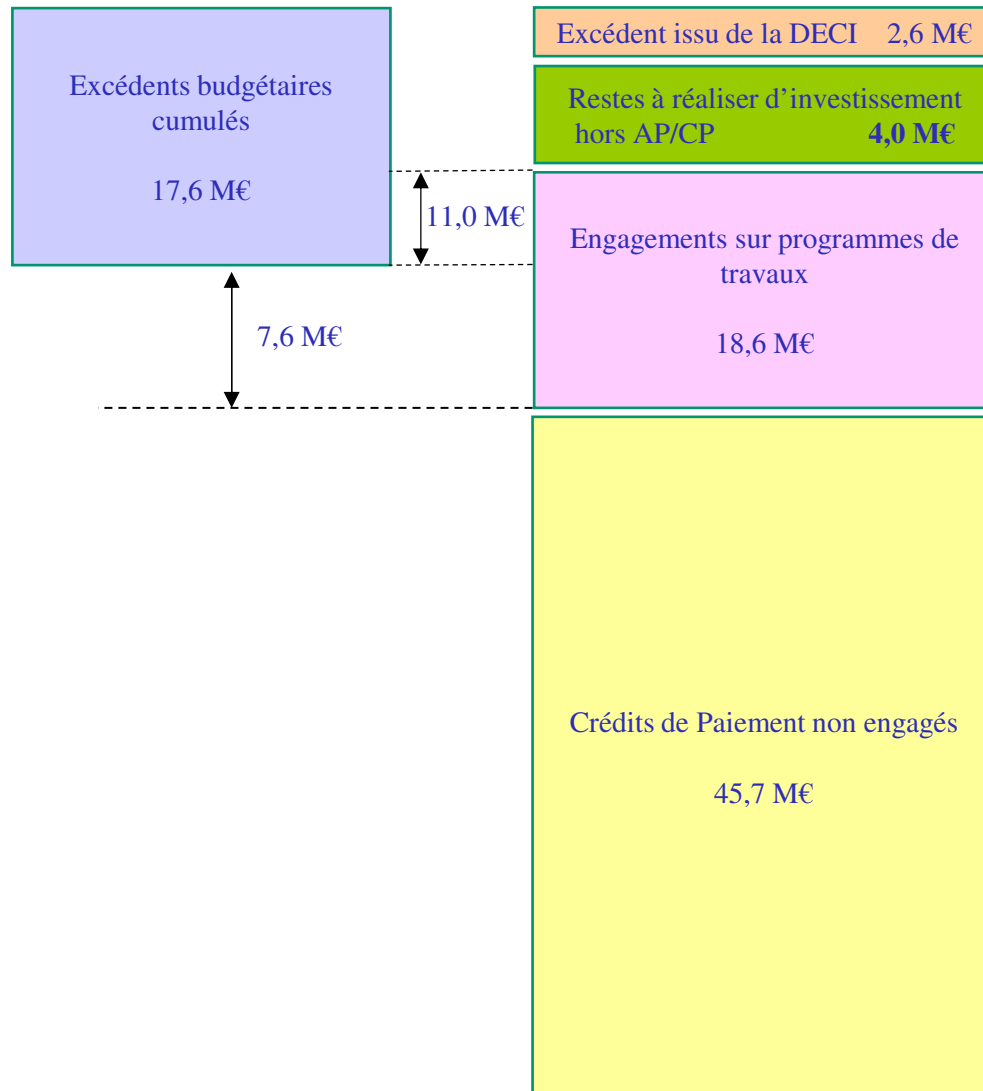 Excédents budgétaires
cumulés
17,6 M€
Excédent issu de la DECI 2,6 M€
Restes à réaliser d’investissement
hors AP/CP 4,0 M€
11,0 M€
Engagements sur programmes de
travaux
18,6 M€
7,6 M€
Crédits de Paiement non engagés
45,7 M€